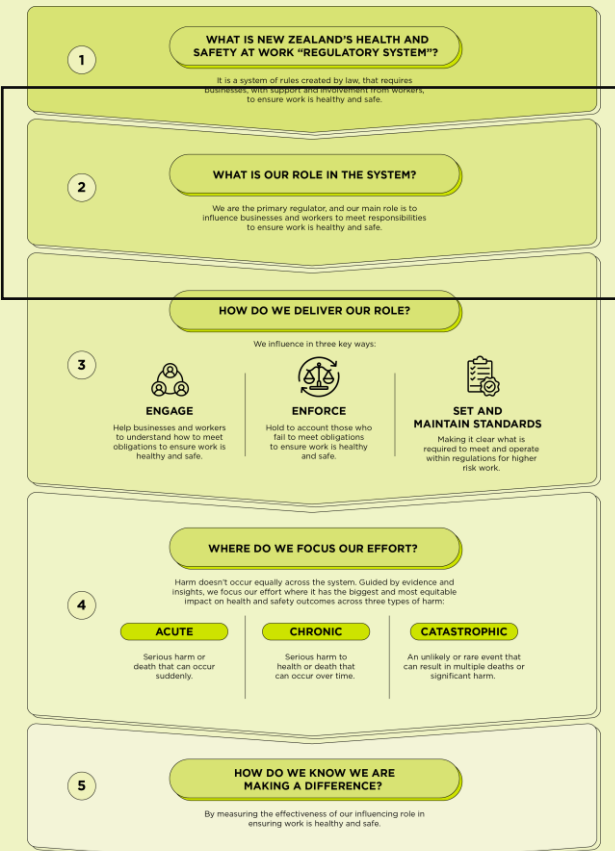 1
WHAT IS NEW ZEALAND'S HEALTH AND
SAFETY AT WORK "REGULATORY SYSTEM"?
It is a system of rules created by law, that requires
businesses, with support and involvement from workers,
to ensure work is healthy and safe.
2
WHAT IS OUR ROLE IN THE SYSTEM?
We are the primary regulator, and our main role is to
influence businesses and workers to meet responsibilities
to ensure work is healthy and safe.
3
HOW DO WE DELIVER OUR ROLE?
We influence in three key ways:
ENGAGE
Help businesses and workers
to understand how to meet
obligations to ensure work is
healthy and safe.
ENFORCE
Hold to account those who
fail to meet obligations
to ensure work is healthy
and safe.
SET AND
MAINTAIN STANDARDS
Making it clear what is
required to meet and operate
within regulations for higher
risk work.
4
WHERE DO WE FOCUS OUR EFFORT?
Harm doesn't occur equally across the system. Guided by evidence and
insights, we focus our effort where it has the biggest and most equitable
impact on health and safety outcomes across three types of harm:
ACUTE
Serious harm or
death that can occur
suddenly.
CHRONIC
Serious harm to
health or death that
can occur over time.
CATASTROPHIC
An unlikely or rare event that
can result in multiple deaths or
significant harm.
5
HOW DO WE KNOW WE ARE
MAKING A DIFFERENCE?
By measuring the effectiveness of our influencing role in
ensuring work is healthy and safe.